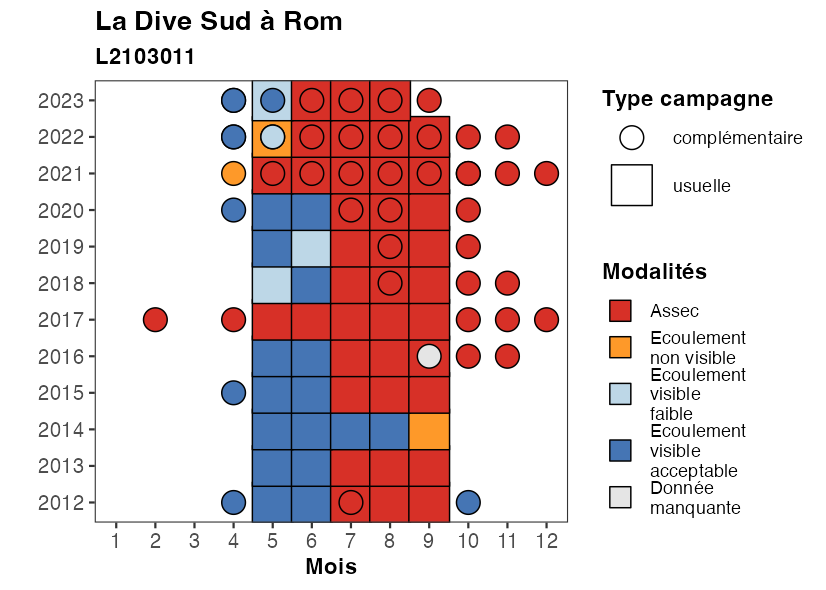 La Dive Sud à Rom
L2103011
2023
2022
2021
2020
2019
2018
2017
2016
2015
2014
2013
2012
1 2 3 4 5 6 7 8 9 10 11 12
Mois
Type campagne
complémentaire
usuelle
Modalités
Assec
Ecoulement
non visible
Ecoulement
visible
faible
Ecoulement
visible
acceptable
Donnée
manquante